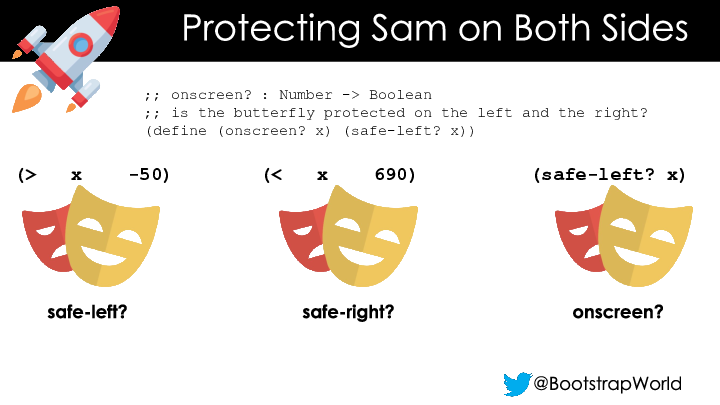 Protecting Sam on Both Sides
;; onscreen? : Number -> Boolean
;; is the butterfly protected on the left and the right?
(define (onscreen? x) (safe-left? x))
(> x -50) (< x 690) (safe-left? x)
safe-left? safe-right? onscreen?
@BootstrapWorld